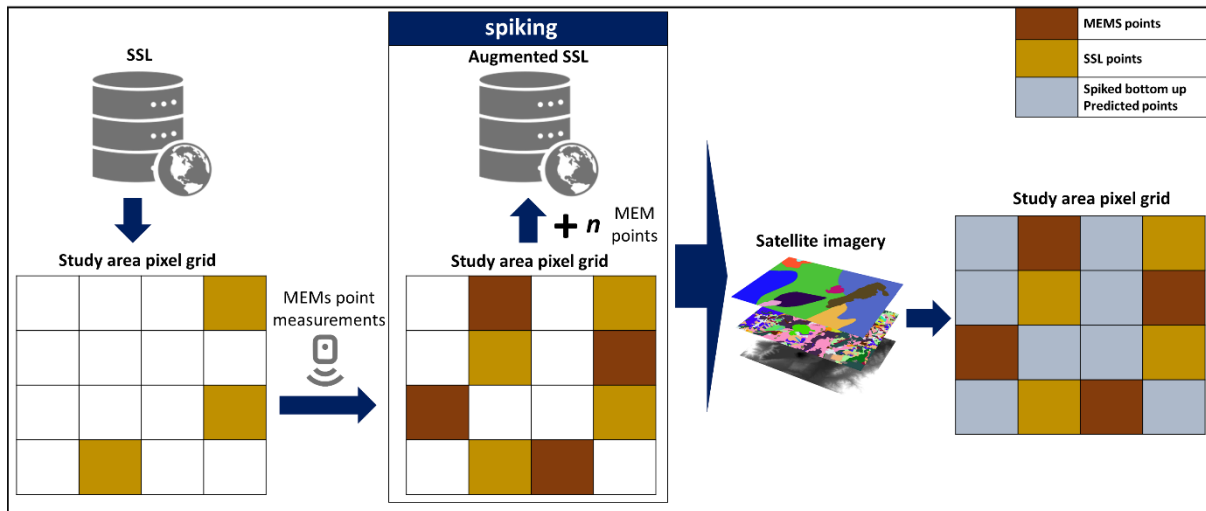 SSL
Study area pixel grid
MEMs point
measurements
spiking
Augmented SSL
+ n MEM
points
Study area pixel grid
Satellite imagery
MEMS points
SSL points
Spiked bottom up
Predicted points
Study area pixel grid